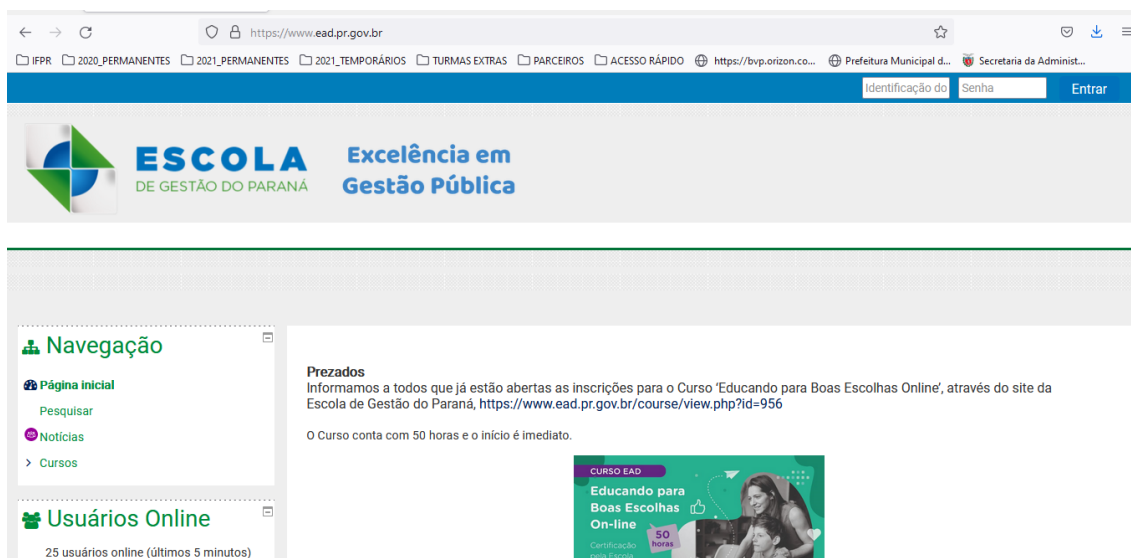 https://www.ead.pr.gov.br
IFPR 2020_PERMANENTES 2021_PERMANENTES 2021_TEMPORÁRIOS TURMAS EXTRAS PARCEIROS ACESSO RÁPIDO https://bvp.orizon.co... Prefeitura Municipal d... Secretaria da Administ...
Identificação do Senha Entrar
ESCOLA
DE GESTÃO DO PARANÁ
Excelência em
Gestão Pública
Navegação
Página inicial
Pesquisar
Notícias
Cursos
Usuários Online
25 usuários online (últimos 5 minutos)
Prezados
Informamos a todos que já estão abertas as inscrições para o Curso 'Educando para Boas Escolhas Online', através do site da
Escola de Gestão do Paraná, https://www.ead.pr.gov.br/course/view.php?id=956
O Curso conta com 50 horas e o início é imediato.
CURSO EAD
Educando para
Boas Escolhas
On-line
50
horas
Certificação
pela Escola